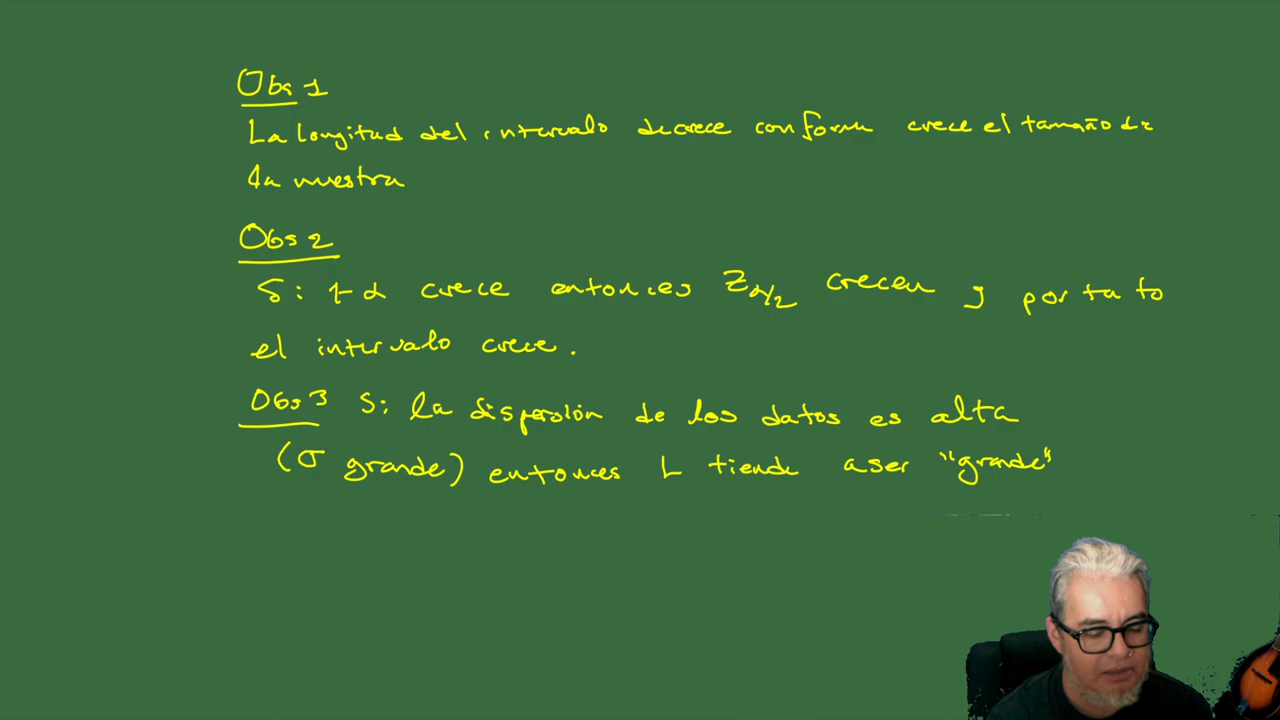 Obs 1
La longitud del intervalo decrece conforme crece el tamaño de
la muestra
Obs 2
Si 1-α crece entonces Z_{α/2} crecen y por tato
el intervalo crece.
Obs 3 Si la dispersión de los datos es alta
(σ grande) entonces L tiende a ser "grande"